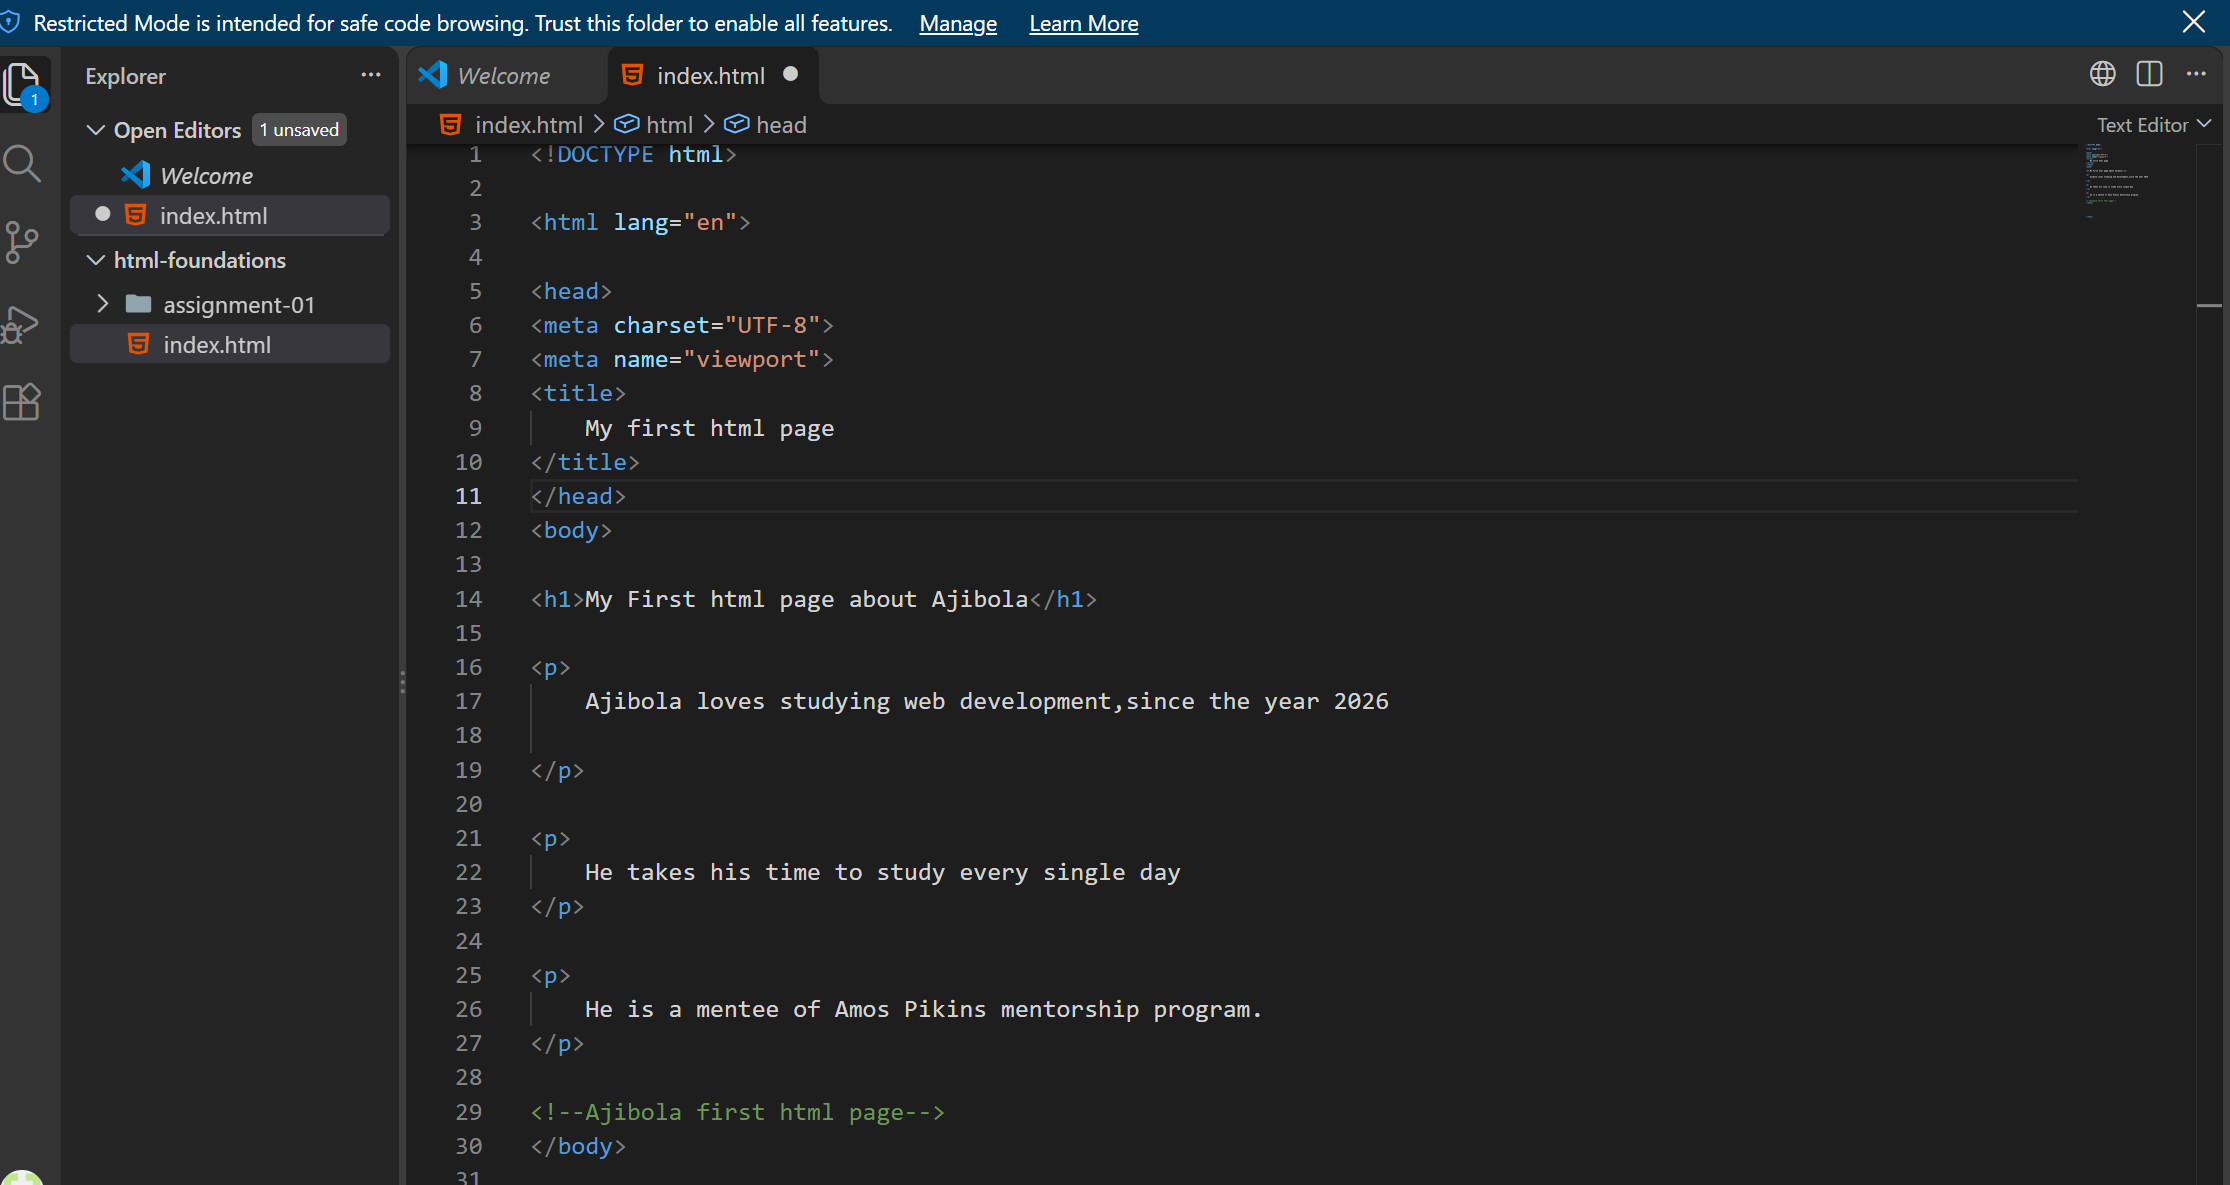 Restricted Mode is intended for safe code browsing. Trust this folder to enable all features. Manage Learn More
1
Explorer
Open Editors 1 unsaved
Welcome
index.html
html-foundations
assignment-01
index.html
Welcome
index.html
index.html > html > head
Text Editor
1 <!DOCTYPE html>
2
3 <html lang="en">
4
5 <head>
6 <meta charset="UTF-8">
7 <meta name="viewport">
8 <title>
9 My first html page
10 </title>
11 </head>
12 <body>
13
14 <h1>My First html page about Ajibola</h1>
15
16 <p>
17 Ajibola loves studying web development,since the year 2026
18
19 </p>
20
21 <p>
22 He takes his time to study every single day
23 </p>
24
25 <p>
26 He is a mentee of Amos Pikins mentorship program.
27 </p>
28
29 <!--Ajibola first html page-->
30 </body>
31